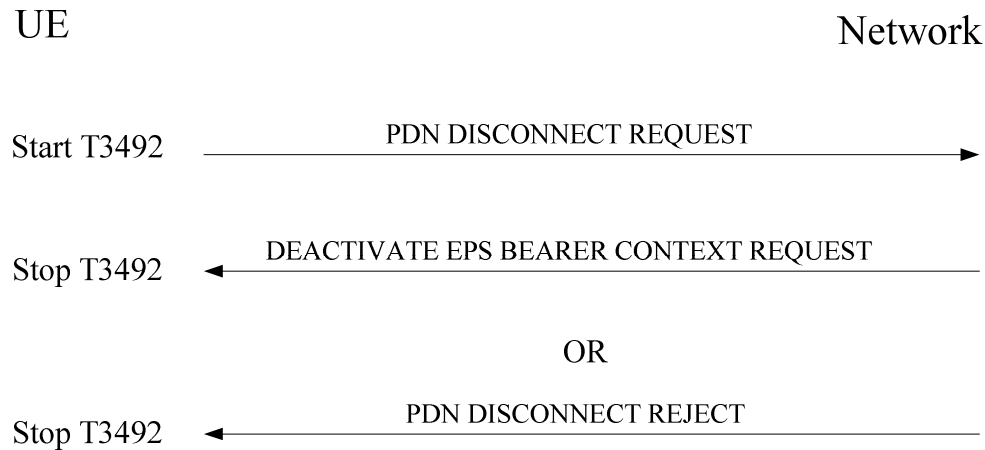 UE
Network
Start T3492
PDN DISCONNECT REQUEST
DEACTIVATE EPS BEARER CONTEXT REQUEST
Stop T3492
OR
PDN DISCONNECT REJECT
Stop T3492